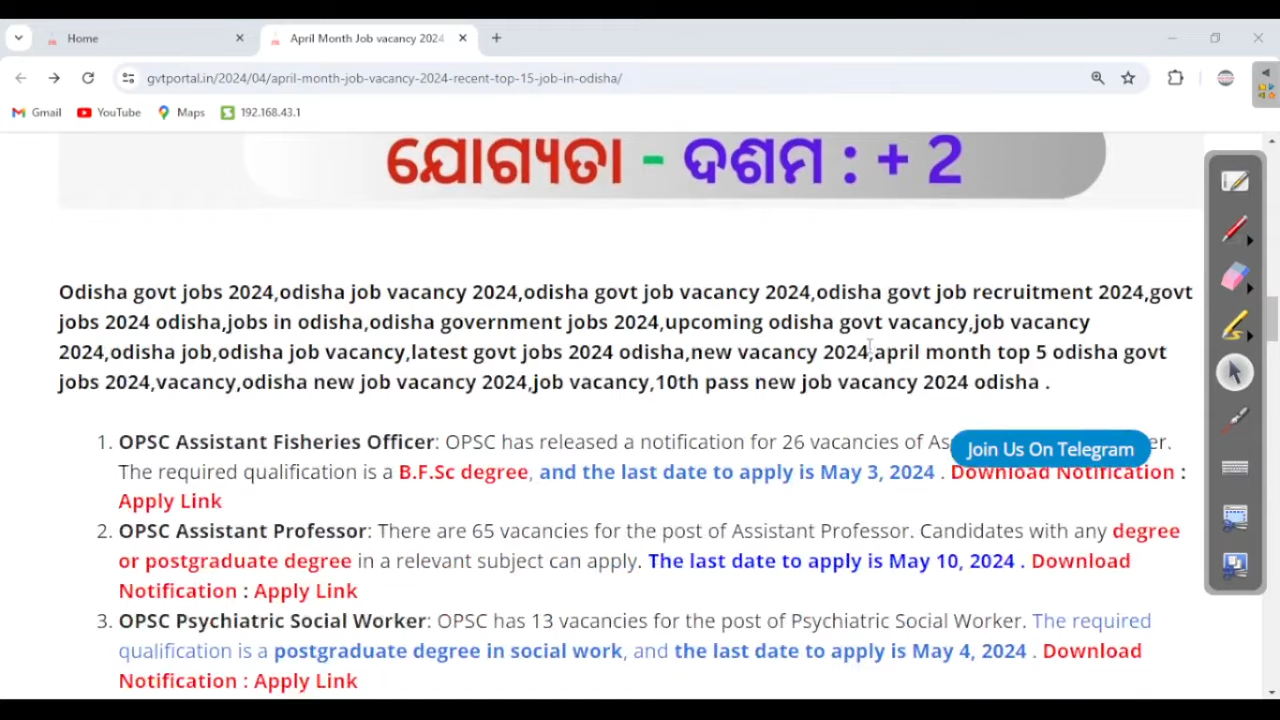 Home
April Month Job vacancy 2024
gvtportal.in/2024/04/april-month-job-vacancy-2024-recent-top-15-job-in-odisha/
Gmail YouTube Maps 192.168.43.1
ଯୋଗ୍ୟତା - ଦଶମ : + 2
Odisha govt jobs 2024,odisha job vacancy 2024,odisha govt job vacancy 2024,odisha govt job recruitment 2024,govt
jobs 2024 odisha,jobs in odisha,odisha government jobs 2024,upcoming odisha govt vacancy,job vacancy
2024,odisha job,odisha job vacancy,latest govt jobs 2024 odisha,new vacancy 2024,april month top 5 odisha govt
jobs 2024,vacancy,odisha new job vacancy 2024,job vacancy,10th pass new job vacancy 2024 odisha .
1. OPSC Assistant Fisheries Officer: OPSC has released a notification for 26 vacancies of As er.
Join Us On Telegram
The required qualification is a B.F.Sc degree, and the last date to apply is May 3, 2024 . Download Notification :
Apply Link
2. OPSC Assistant Professor: There are 65 vacancies for the post of Assistant Professor. Candidates with any degree
or postgraduate degree in a relevant subject can apply. The last date to apply is May 10, 2024 . Download
Notification : Apply Link
3. OPSC Psychiatric Social Worker: OPSC has 13 vacancies for the post of Psychiatric Social Worker. The required
qualification is a postgraduate degree in social work, and the last date to apply is May 4, 2024 . Download
Notification : Apply Link